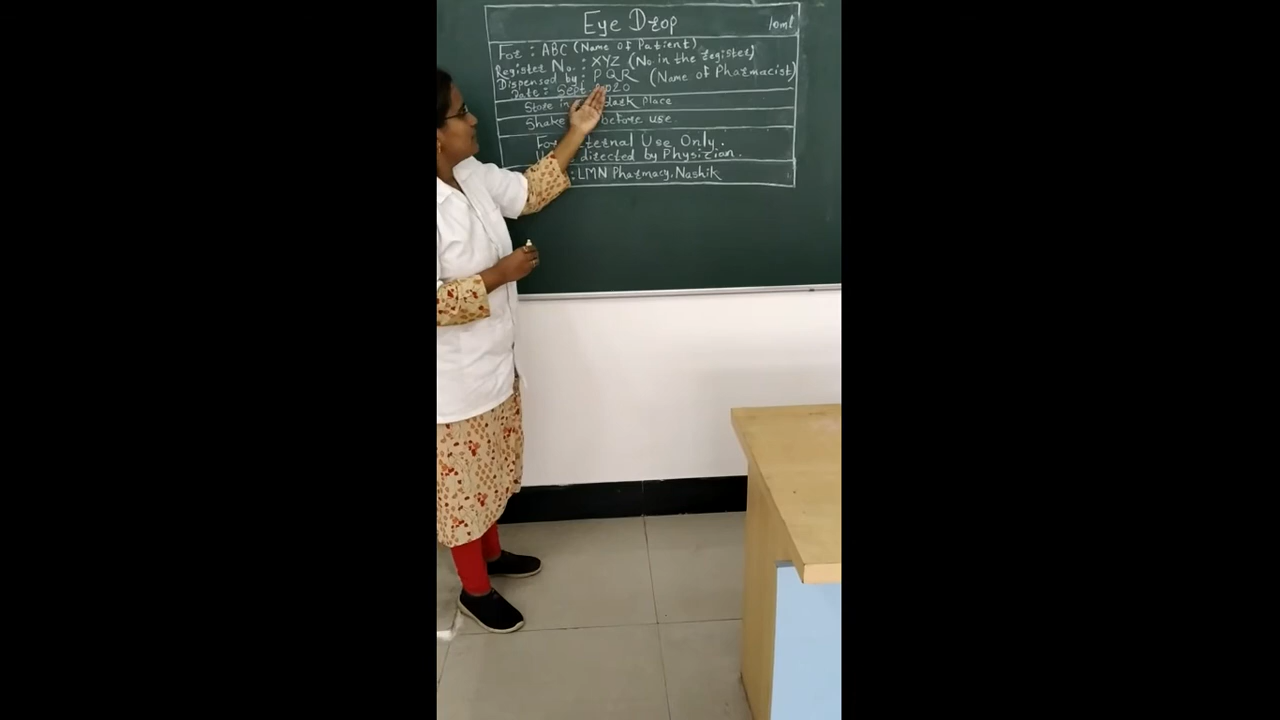 Eye Drop 10ml
For : ABC (Name of Patient)
Register No. : XYZ (No. in the register)
Dispensed by : PQR (Name of Pharmacist)
Date : Sept 2020
Store in dark place
Shake before use.
For External Use Only.
directed by Physizian.
: LMN Pharmacy, Nashik